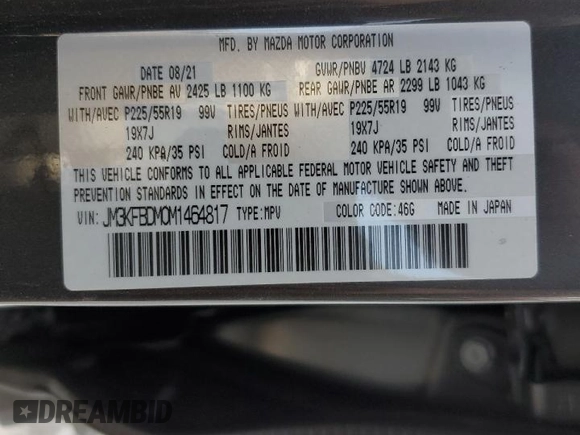 MFD. BY MAZDA MOTOR CORPORATION
DATE 08/21 GVWR/PNBV 4724 LB 2143 KG
FRONT GAWR/PNBE AV 2425 LB 1100 KG REAR GAWR/PNBE AR 2299 LB 1043 KG
WITH/AVEC P225/55R19 99V TIRES/PNEUS P225/55R19 99V TIRES/PNEUS
19X7J RIMS/JANTES 19X7J RIMS/JANTES
240 KPA/35 PSI COLD/A FROID 240 KPA/35 PSI COLD/A FROID
THIS VEHICLE CONFORMS TO ALL APPLICABLE FEDERAL MOTOR VEHICLE SAFETY AND THEFT
PREVENTION STANDARDS IN EFFECT ON THE DATE OF MANUFACTURE SHOWN ABOVE.
VIN: JM3KFBDM0M1464817 TYPE:MPV COLOR CODE:46G MADE IN JAPAN
DREAMBID